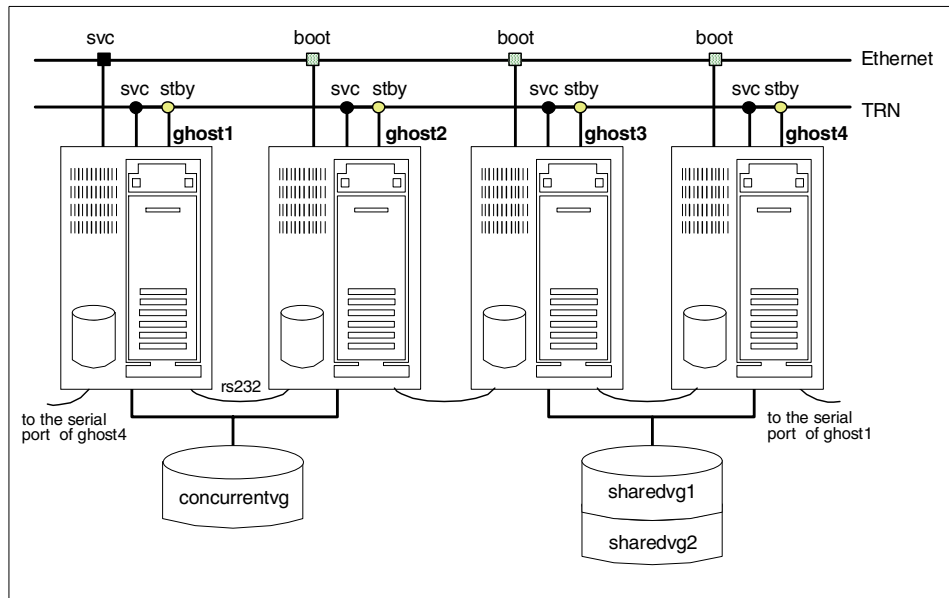 svc
boot
boot
boot
Ethernet
svc stby
svc stby
svc stby
svc stby
TRN
ghost1
ghost2
ghost3
ghost4
rs232
to the serial
port of ghost4
to the serial
port of ghost1
concurrentvg
sharedvg1
sharedvg2